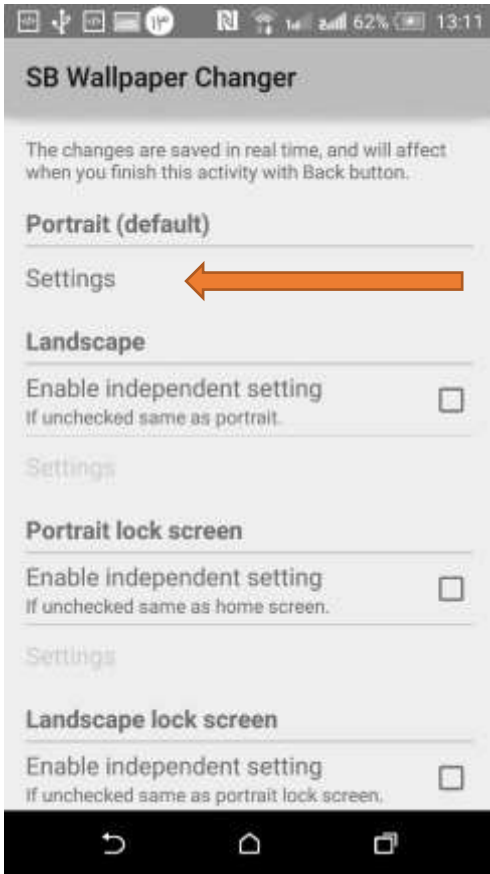 62% 13:11
SB Wallpaper Changer
The changes are saved in real time, and will affect
when you finish this activity with Back button.
Portrait (default)
Settings
Landscape
Enable independent setting
If unchecked same as portrait.
Settings
Portrait lock screen
Enable independent setting
If unchecked same as home screen.
Settings
Landscape lock screen
Enable independent setting
If unchecked same as portrait lock screen.